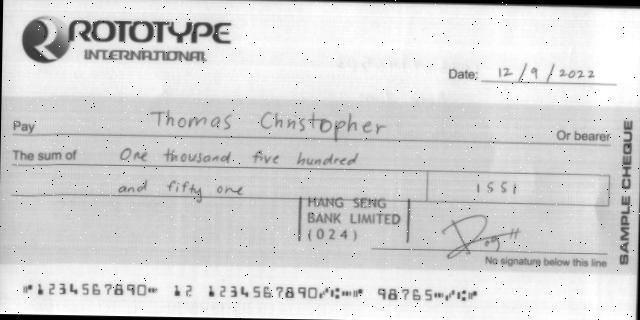 ROTOTYPE
INTERNATIONAL
Date: 12/9/2022
Pay Thomas Christopher Or bearer
The sum of One thousand five hundred
and fifty one 1551
HANG SENG
BANK LIMITED
(024)
No signature below this line
SAMPLE CHEQUE
1234567890 12 1234567890 98765